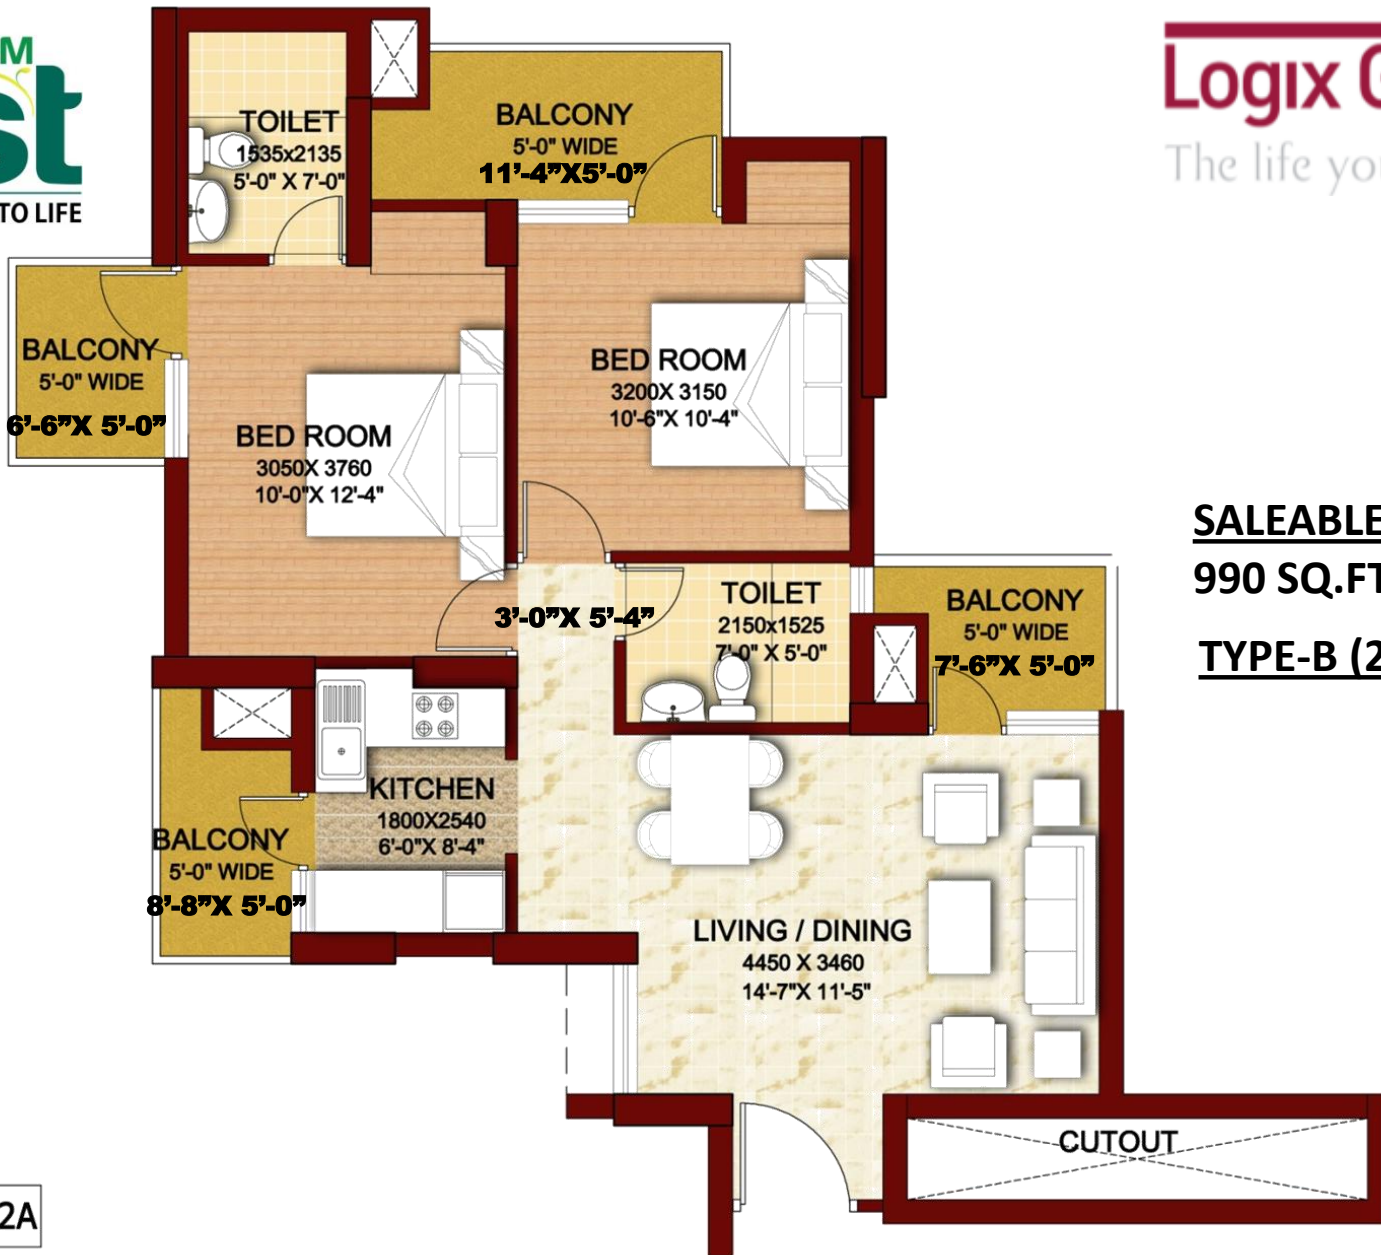 M
st
TO LIFE
Logix G
The life you
TOILET
1535x2135
5'-0" X 7'-0"
BALCONY
5'-0" WIDE
11’-4”X5’-0”
BALCONY
5'-0" WIDE
6’-6”X 5’-0”
BED ROOM
3050X 3760
10'-0"X 12'-4"
BED ROOM
3200X 3150
10'-6"X 10'-4"
SALEABLE
990 SQ.FT
TYPE-B (2
3’-0”X 5’-4”
TOILET
2150x1525
7'-0" X 5'-0"
BALCONY
5'-0" WIDE
7’-6”X 5’-0”
KITCHEN
1800X2540
6'-0"X 8'-4"
BALCONY
5'-0" WIDE
8’-8”X 5’-0”
LIVING / DINING
4450 X 3460
14'-7"X 11'-5"
CUTOUT
2A